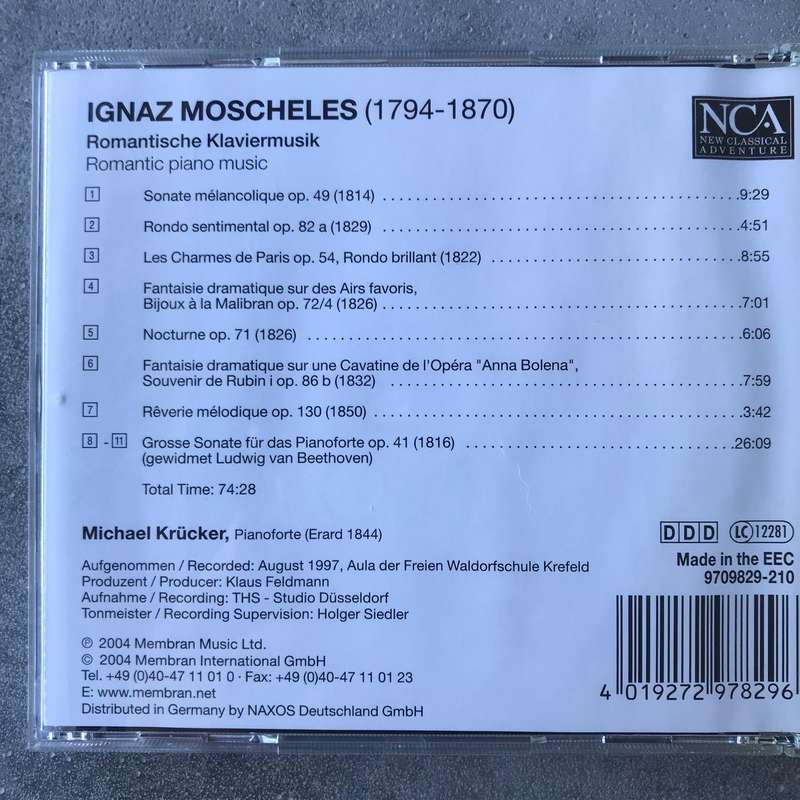 IGNAZ MOSCHELES (1794-1870)
NCA
NEW CLASSICAL
ADVENTURE
Romantische Klaviermusik
Romantic piano music
1 Sonate mélancolique op. 49 (1814) 9:29
2 Rondo sentimental op. 82 a (1829) 4:51
3 Les Charmes de Paris op. 54, Rondo brillant (1822) 8:55
4 Fantaisie dramatique sur des Airs favoris,
Bijoux à la Malibran op. 72/4 (1826) 7:01
5 Nocturne op. 71 (1826) 6:06
6 Fantaisie dramatique sur une Cavatine de l'Opéra "Anna Bolena",
Souvenir de Rubin i op. 86 b (1832) 7:59
7 Rêverie mélodique op. 130 (1850) 3:42
8 - 11 Grosse Sonate für das Pianoforte op. 41 (1816) 26:09
(gewidmet Ludwig van Beethoven)
Total Time: 74:28
Michael Krücker, Pianoforte (Erard 1844)
DDD LC 12281
Made in the EEC
9709829-210
Aufgenommen / Recorded: August 1997, Aula der Freien Waldorfschule Krefeld
Produzent / Producer: Klaus Feldmann
Aufnahme / Recording: THS - Studio Düsseldorf
Tonmeister / Recording Supervision: Holger Siedler
℗ 2004 Membran Music Ltd.
© 2004 Membran International GmbH
Tel. +49 (0)40-47 11 01 0 · Fax: +49 (0)40-47 11 01 23
E: www.membran.net
Distributed in Germany by NAXOS Deutschland GmbH
4 019272 978296